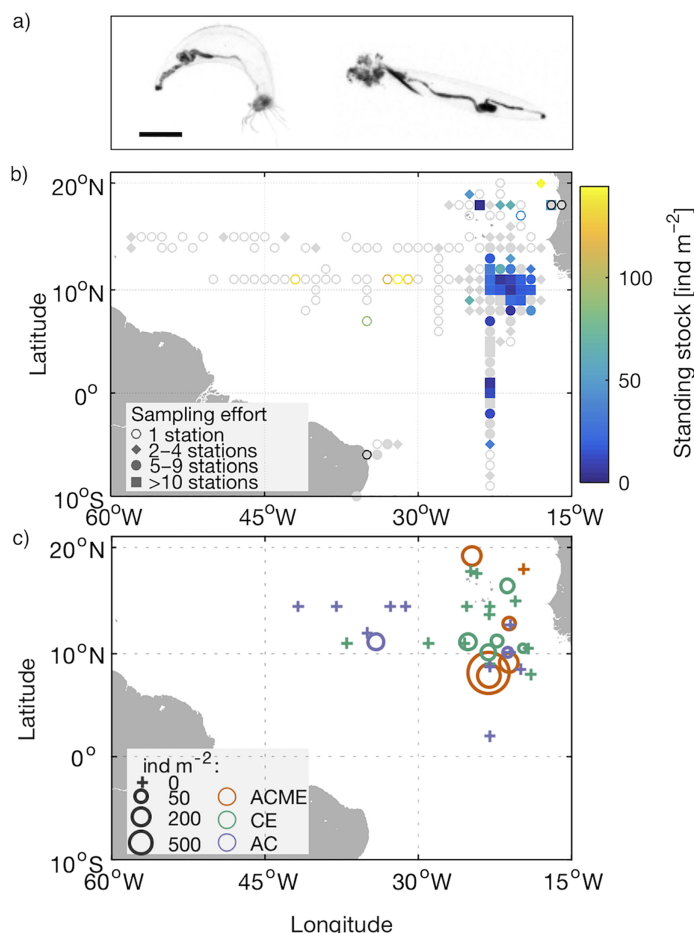 a)
b)
20°N
10°N
0°
10°S
Latitude
60°W 45°W 30°W 15°W
Sampling effort
1 station
2–4 stations
5–9 stations
>10 stations
100
50
0
Standing stock [ind m⁻²]
c)
20°N
10°N
0°
10°S
Latitude
ind m⁻²:
0
50
200
500
ACME
CE
AC
60°W 45°W 30°W 15°W
Longitude